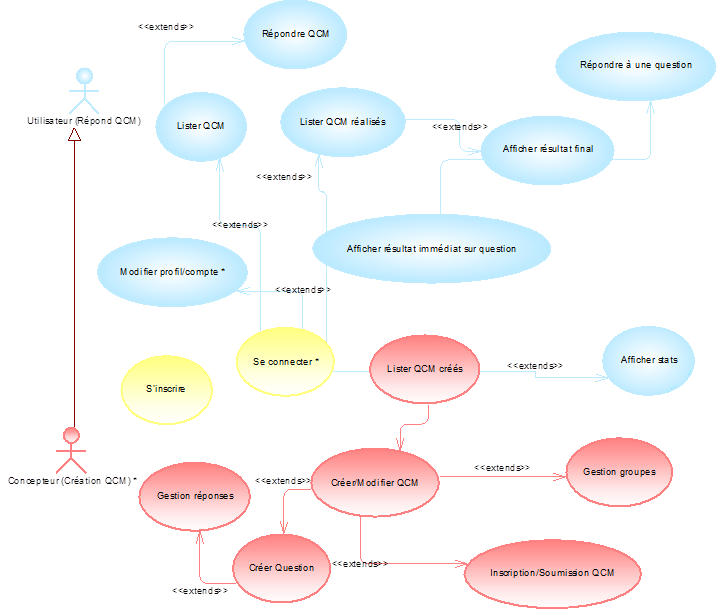 <<extends>>
Répondre QCM
Répondre à une question
Utilisateur (Répond QCM)
Lister QCM
Lister QCM réalisés
<<extends>>
Afficher résultat final
<<extends>>
<<extends>>
Afficher résultat immédiat sur question
Modifier profil/compte *
<<extends>>
Se connecter *
Lister QCM créés
<<extends>>
Afficher stats
S'inscrire
Concepteur (Création QCM) *
Gestion réponses
<<extends>>
Créer/Modifier QCM
<<extends>>
Gestion groupes
<<extends>>
Créer Question
<<extends>>
Inscription/Soumission QCM